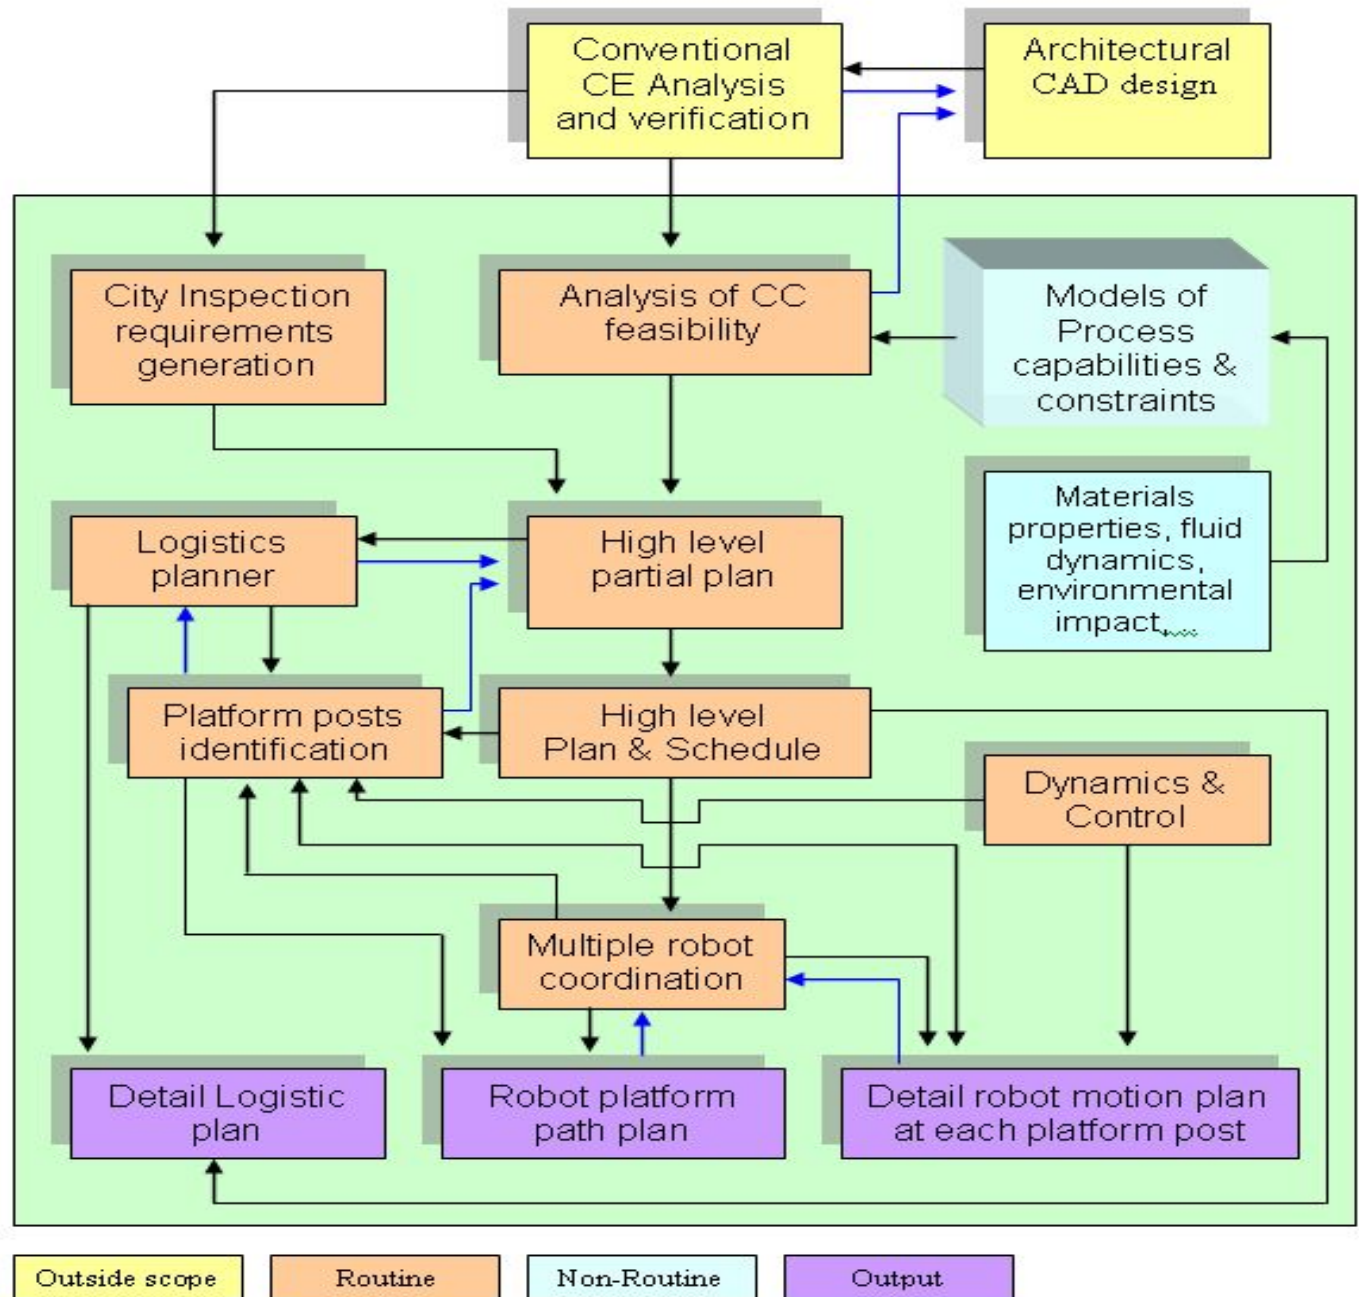 Conventional
CE Analysis
and verification
Architectural
CAD design
City Inspection
requirements
generation
Analysis of CC
feasibility
Models of
Process
capabilities &
constraints
Logistics
planner
High level
partial plan
Materials
properties, fluid
dynamics,
environmental
impact,...
Platform posts
identification
High level
Plan & Schedule
Dynamics &
Control
Multiple robot
coordination
Detail Logistic
plan
Robot platform
path plan
Detail robot motion plan
at each platform post
Outside scope
Routine
Non-Routine
Output